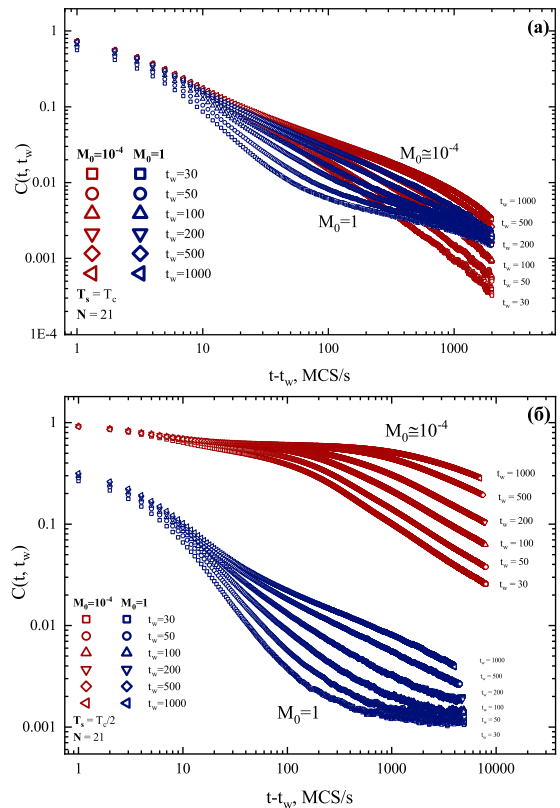 (a)
1
0.1
0.01
0.001
1E-4
C(t, t_w)
M_0≅10^-4
M_0=1
M_0=10^-4 M_0=1
t_w=30
t_w=50
t_w=100
t_w=200
t_w=500
t_w=1000
T_s = T_c
N = 21
t_w = 1000
t_w = 500
t_w = 200
t_w = 100
t_w = 50
t_w = 30
1 10 100 1000
t-t_w, MCS/s
(б)
1
0.1
0.01
0.001
C(t, t_w)
M_0≅10^-4
t_w = 1000
t_w = 500
t_w = 200
t_w = 100
t_w = 50
t_w = 30
M_0=10^-4 M_0=1
t_w=30
t_w=50
t_w=100
t_w=200
t_w=500
t_w=1000
T_s = T_c/2
N = 21
M_0=1
t_w = 1000
t_w = 500
t_w = 200
t_w = 100
t_w = 50
t_w = 30
1 10 100 1000 10000
t-t_w, MCS/s